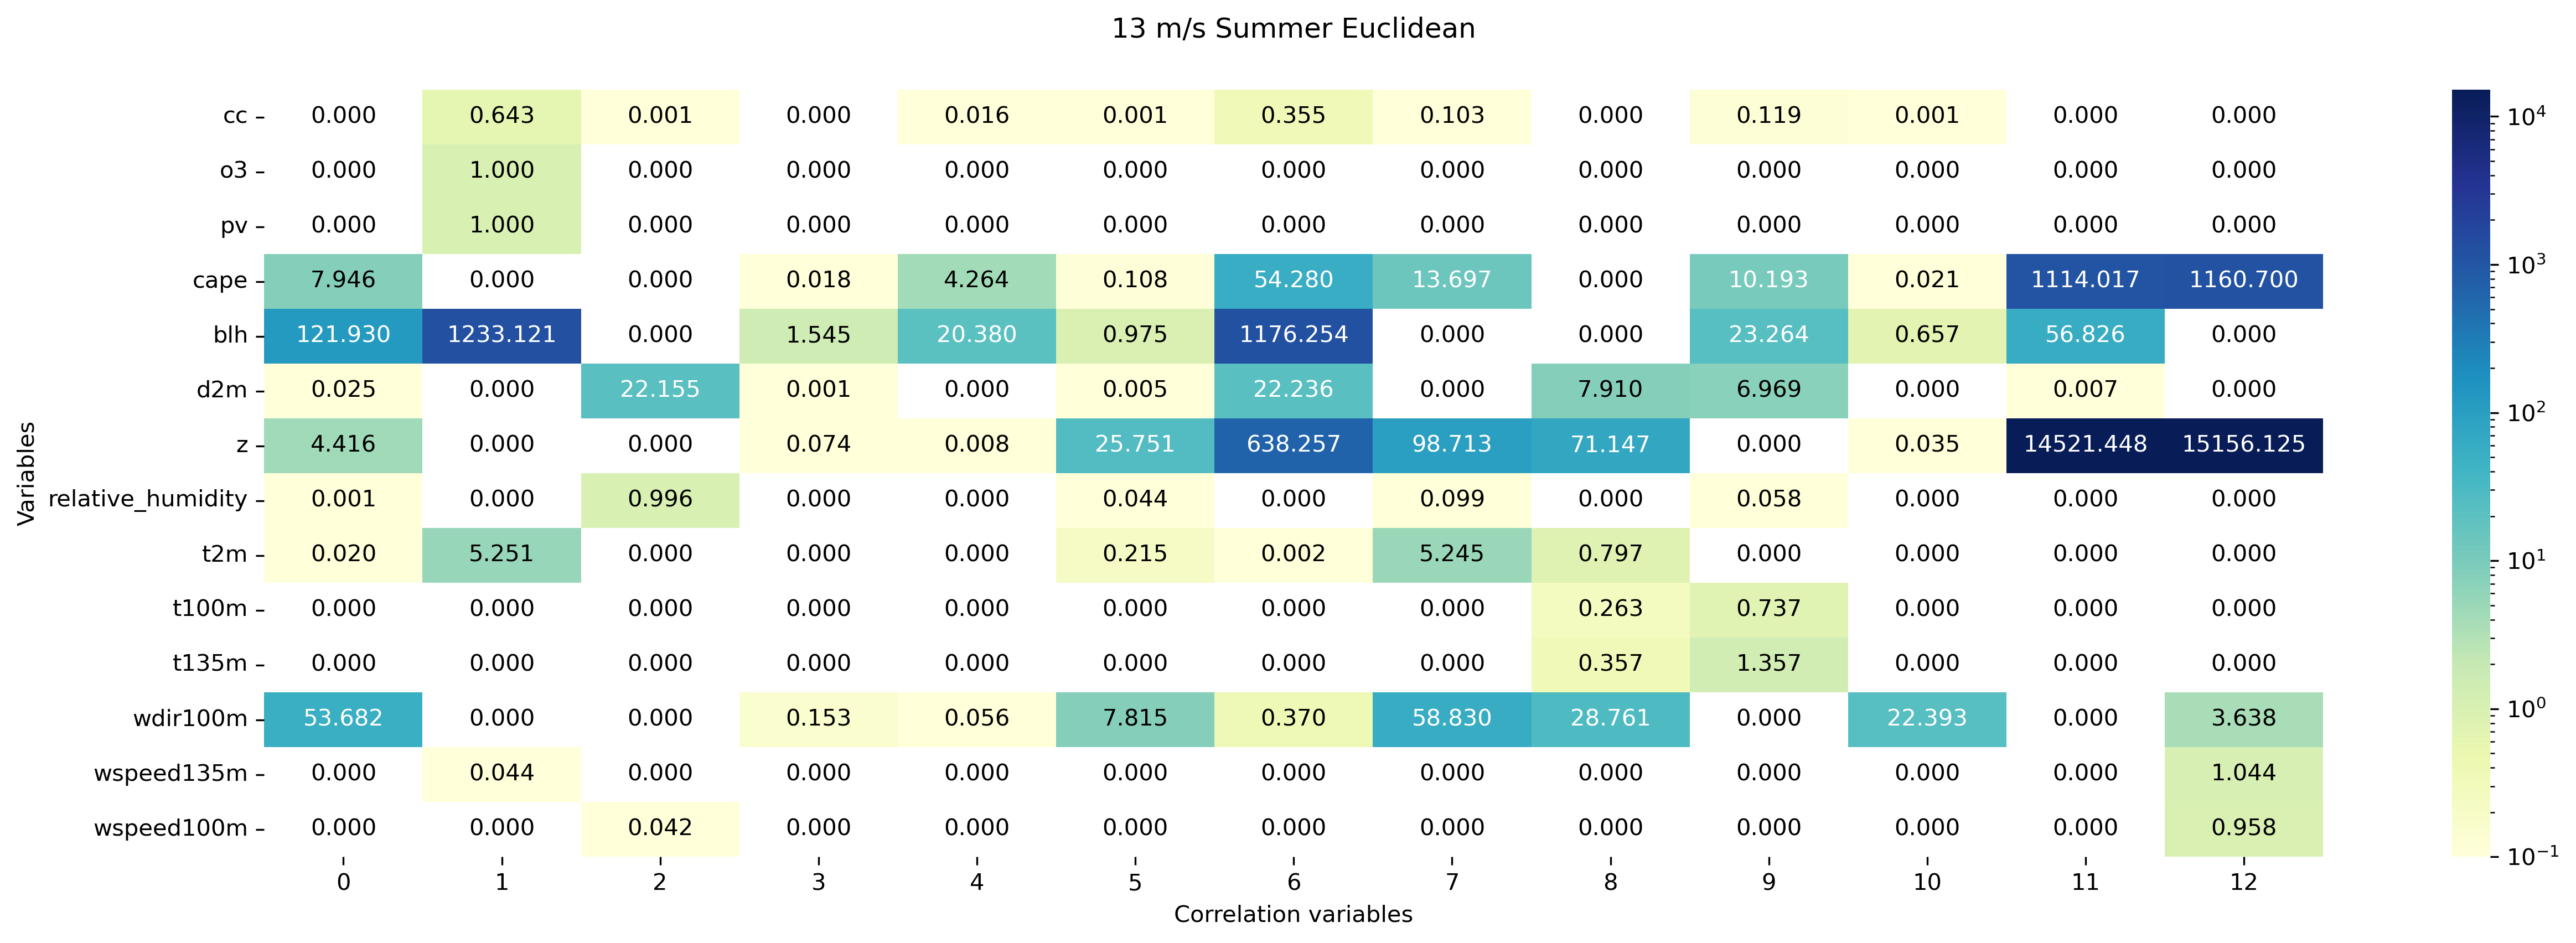 13 m/s Summer Euclidean
cc 0.000 0.643 0.001 0.000 0.016 0.001 0.355 0.103 0.000 0.119 0.001 0.000 0.000
o3 0.000 1.000 0.000 0.000 0.000 0.000 0.000 0.000 0.000 0.000 0.000 0.000 0.000
pv 0.000 1.000 0.000 0.000 0.000 0.000 0.000 0.000 0.000 0.000 0.000 0.000 0.000
cape 7.946 0.000 0.000 0.018 4.264 0.108 54.280 13.697 0.000 10.193 0.021 1114.017 1160.700
blh 121.930 1233.121 0.000 1.545 20.380 0.975 1176.254 0.000 0.000 23.264 0.657 56.826 0.000
d2m 0.025 0.000 22.155 0.001 0.000 0.005 22.236 0.000 7.910 6.969 0.000 0.007 0.000
z 4.416 0.000 0.000 0.074 0.008 25.751 638.257 98.713 71.147 0.000 0.035 14521.448 15156.125
relative_humidity 0.001 0.000 0.996 0.000 0.000 0.044 0.000 0.099 0.000 0.058 0.000 0.000 0.000
t2m 0.020 5.251 0.000 0.000 0.000 0.215 0.002 5.245 0.797 0.000 0.000 0.000 0.000
t100m 0.000 0.000 0.000 0.000 0.000 0.000 0.000 0.000 0.263 0.737 0.000 0.000 0.000
t135m 0.000 0.000 0.000 0.000 0.000 0.000 0.000 0.000 0.357 1.357 0.000 0.000 0.000
wdir100m 53.682 0.000 0.000 0.153 0.056 7.815 0.370 58.830 28.761 0.000 22.393 0.000 3.638
wspeed135m 0.000 0.044 0.000 0.000 0.000 0.000 0.000 0.000 0.000 0.000 0.000 0.000 1.044
wspeed100m 0.000 0.000 0.042 0.000 0.000 0.000 0.000 0.000 0.000 0.000 0.000 0.000 0.958
0 1 2 3 4 5 6 7 8 9 10 11 12
Correlation variables
Variables
10⁴
10³
10²
10¹
10⁰
10⁻¹